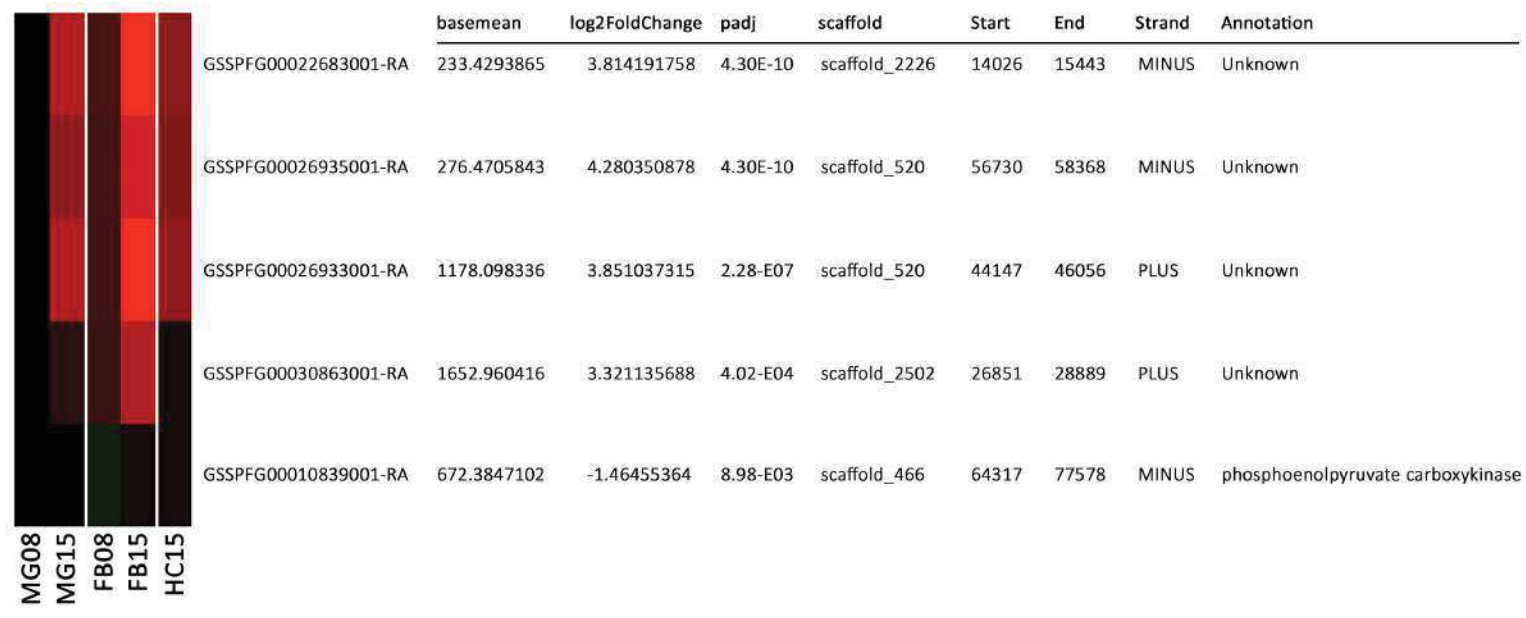 basemean log2FoldChange padj scaffold Start End Strand Annotation
GSSPFG00022683001-RA 233.4293865 3.814191758 4.30E-10 scaffold_2226 14026 15443 MINUS Unknown
GSSPFG00026935001-RA 276.4705843 4.280350878 4.30E-10 scaffold_520 56730 58368 MINUS Unknown
GSSPFG00026933001-RA 1178.098336 3.851037315 2.28-E07 scaffold_520 44147 46056 PLUS Unknown
GSSPFG00030863001-RA 1652.960416 3.321135688 4.02-E04 scaffold_2502 26851 28889 PLUS Unknown
GSSPFG00010839001-RA 672.3847102 -1.46455364 8.98-E03 scaffold_466 64317 77578 MINUS phosphoenolpyruvate carboxykinase
MG08
MG15
FB08
FB15
HC15